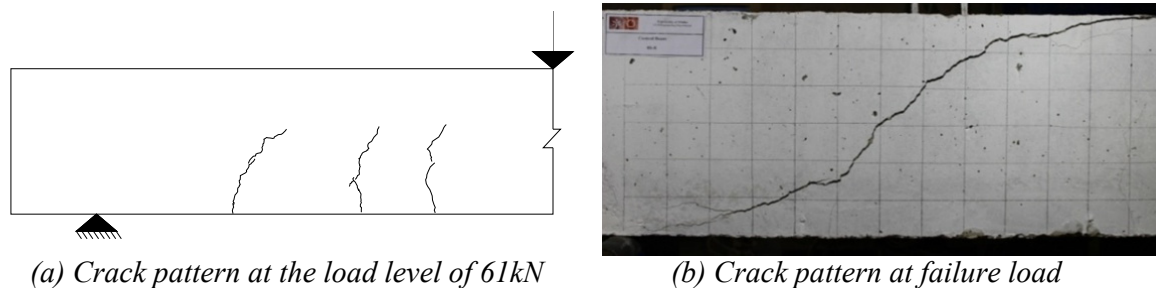 (a) Crack pattern at the load level of 61kN
(b) Crack pattern at failure load